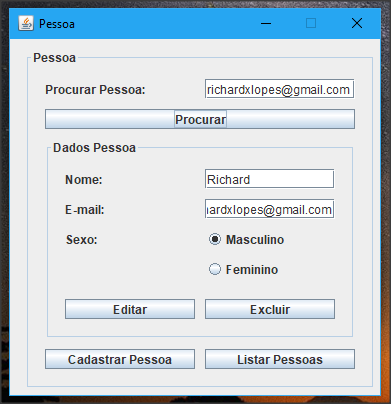 Pessoa
Pessoa
Procurar Pessoa: richardxlopes@gmail.com
Procurar
Dados Pessoa
Nome: Richard
E-mail: hardxlopes@gmail.com
Sexo: Masculino
Feminino
Editar Excluir
Cadastrar Pessoa Listar Pessoas